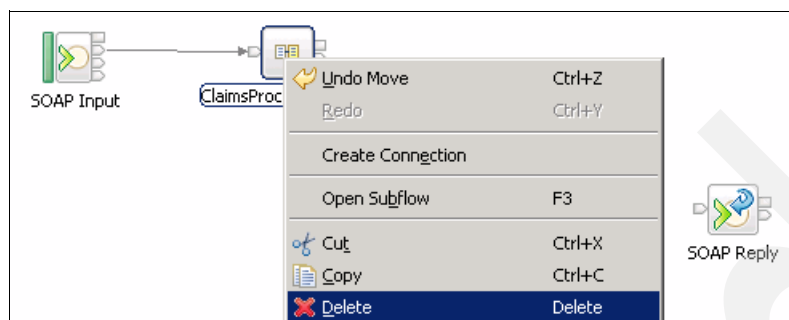 SOAP Input
ClaimsProc
Undo Move Ctrl+Z
Redo Ctrl+Y
Create Connection
Open Subflow F3
Cut Ctrl+X
Copy Ctrl+C
Delete Delete
SOAP Reply